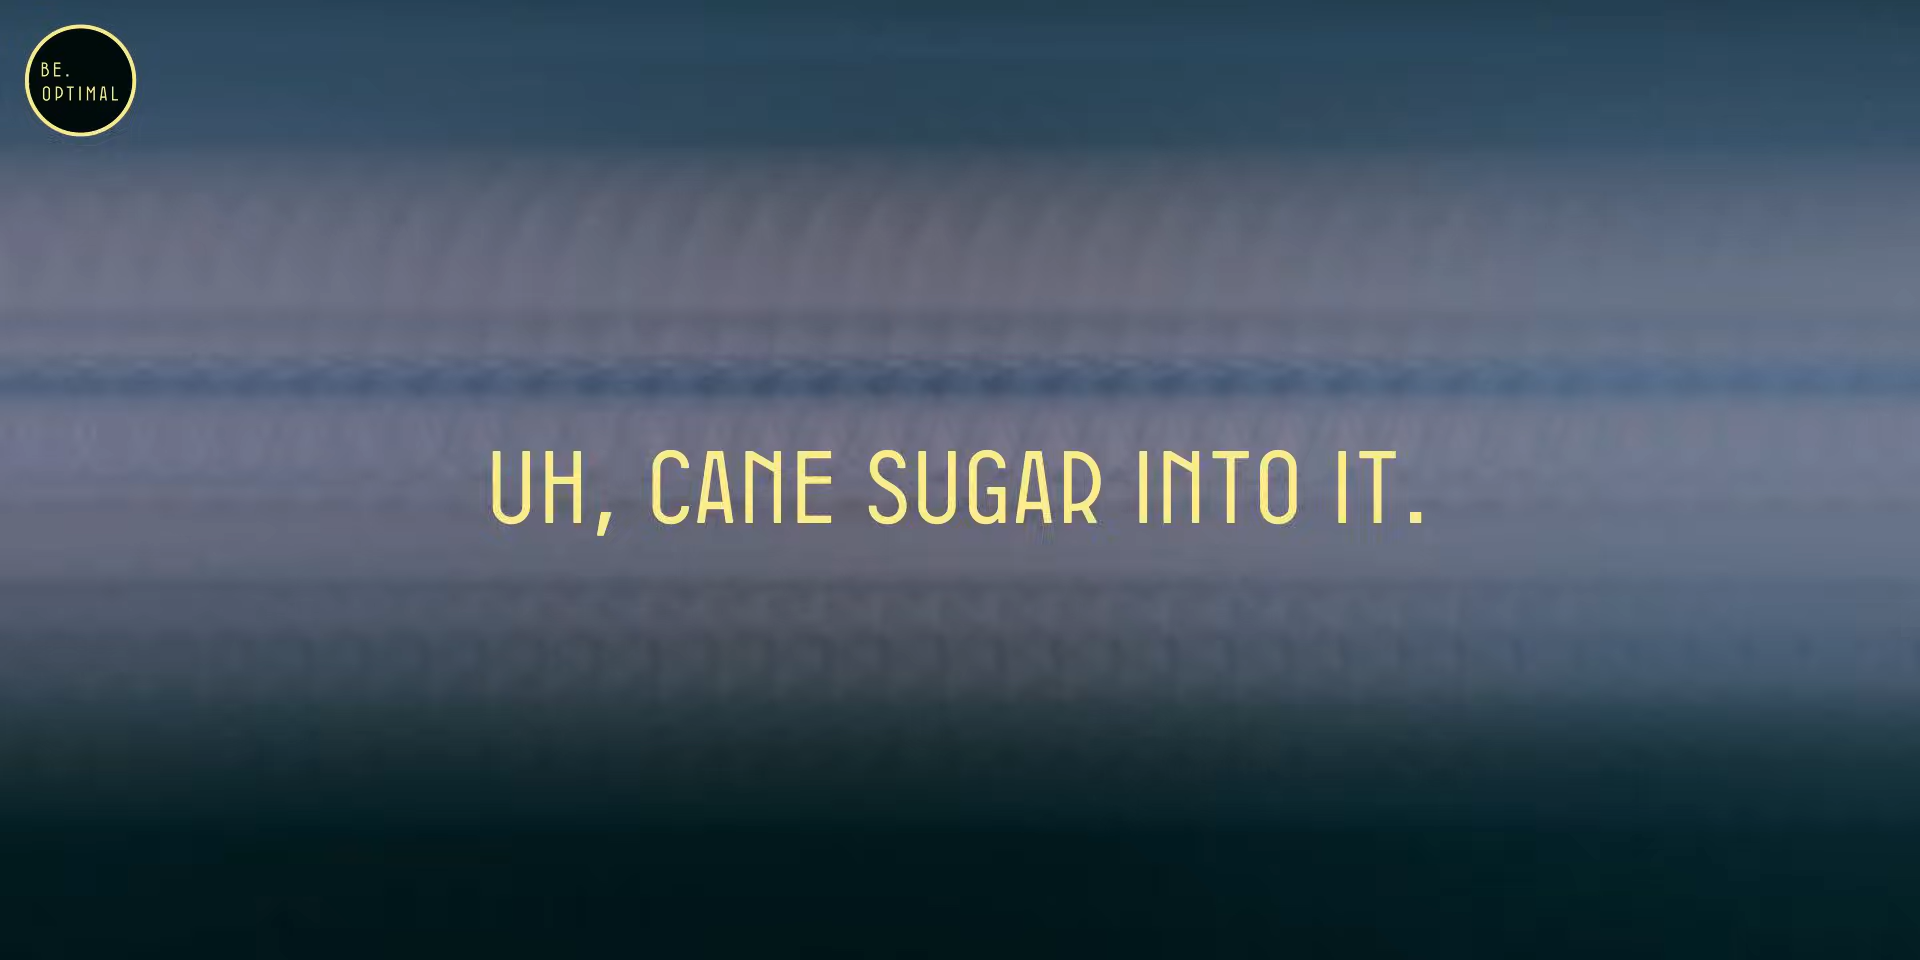 BE.
OPTIMAL
UH, CANE SUGAR INTO IT.